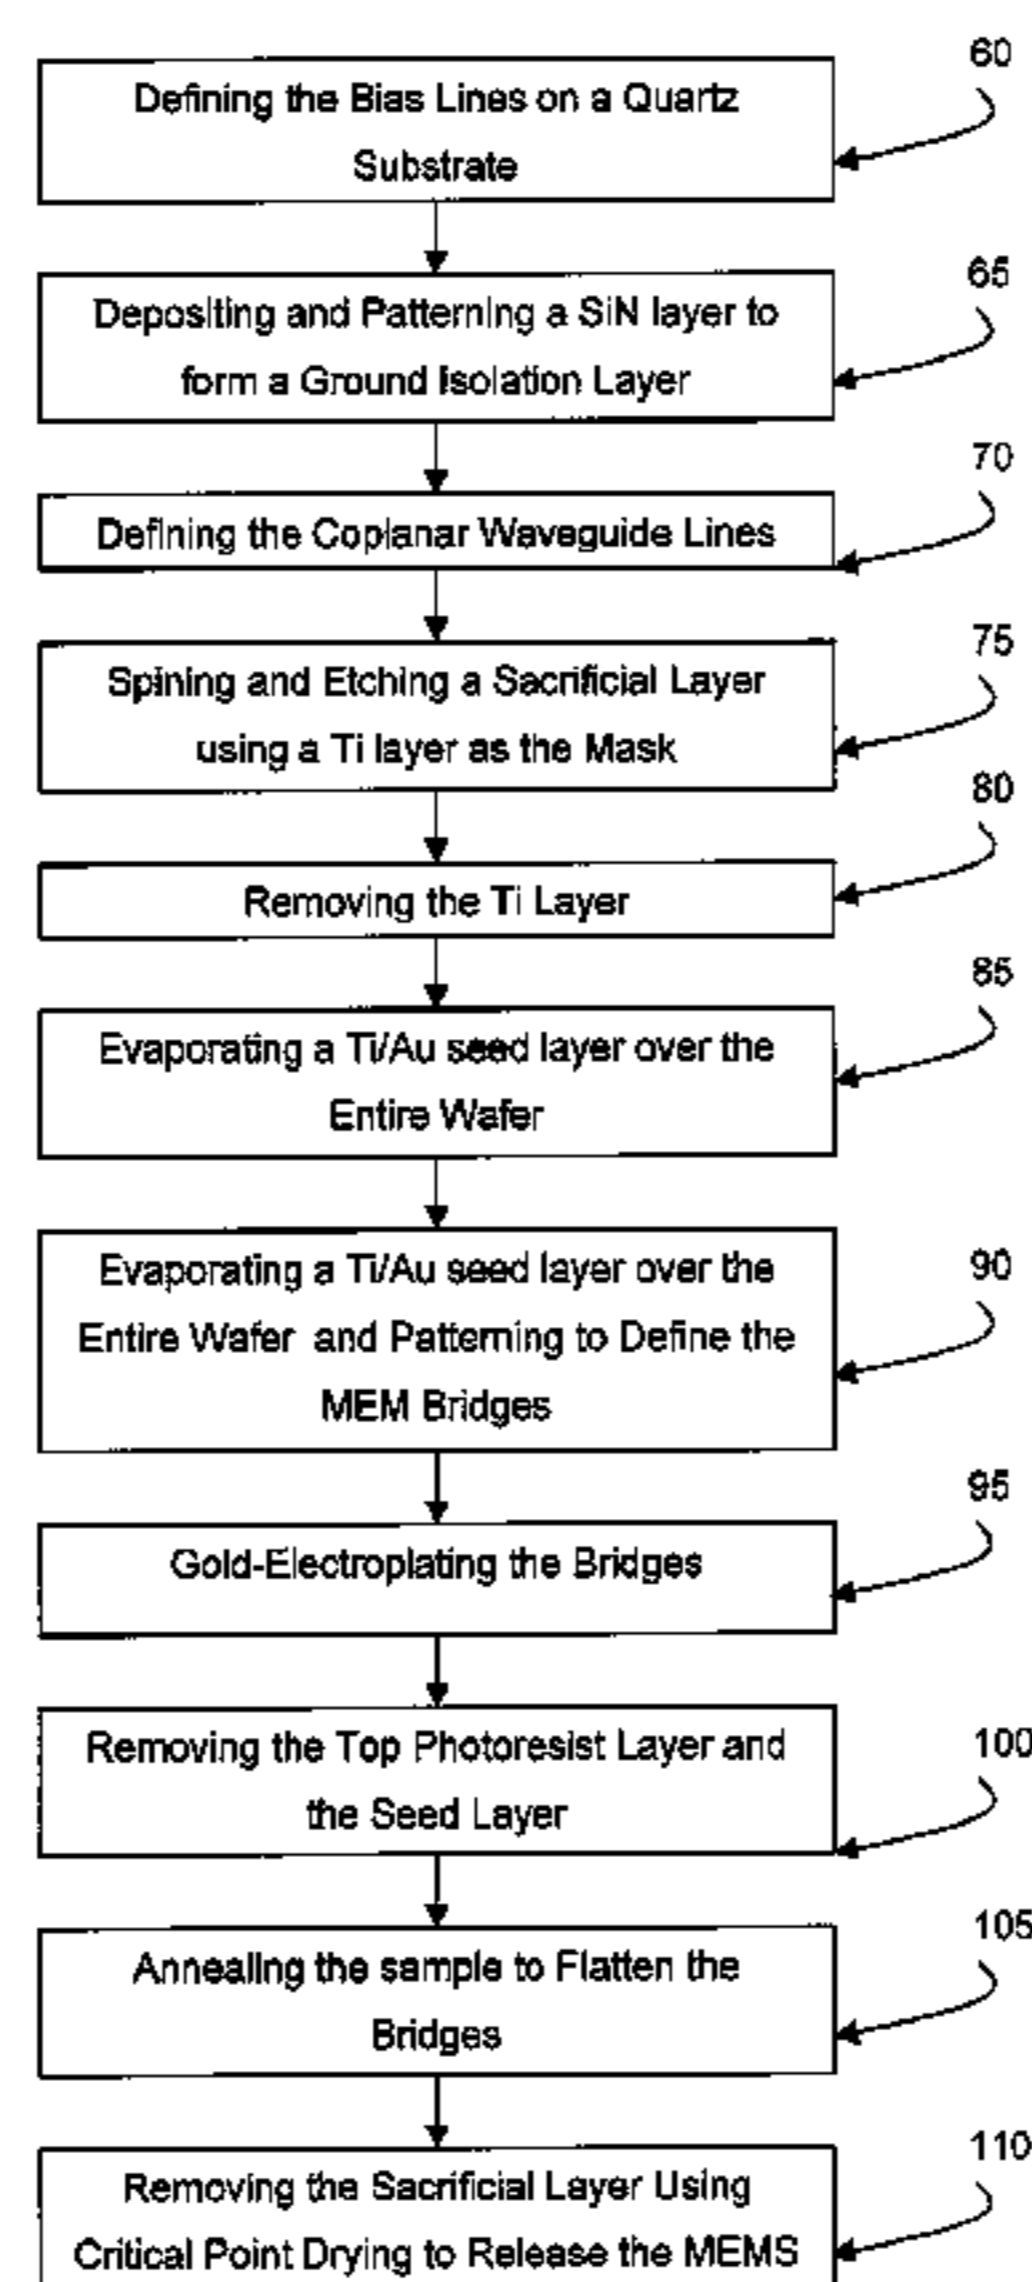 60
Defining the Bias Lines on a Quartz
Substrate
65
Depositing and Patterning a SiN layer to
form a Ground Isolation Layer
70
Defining the Coplanar Waveguide Lines
75
Spining and Etching a Sacrificial Layer
using a Ti layer as the Mask
80
Removing the Ti Layer
85
Evaporating a Ti/Au seed layer over the
Entire Wafer
90
Evaporating a Ti/Au seed layer over the
Entire Wafer and Patterning to Define the
MEM Bridges
95
Gold-Electroplating the Bridges
100
Removing the Top Photoresist Layer and
the Seed Layer
105
Annealing the sample to Flatten the
Bridges
110
Removing the Sacrificial Layer Using
Critical Point Drying to Release the MEMS